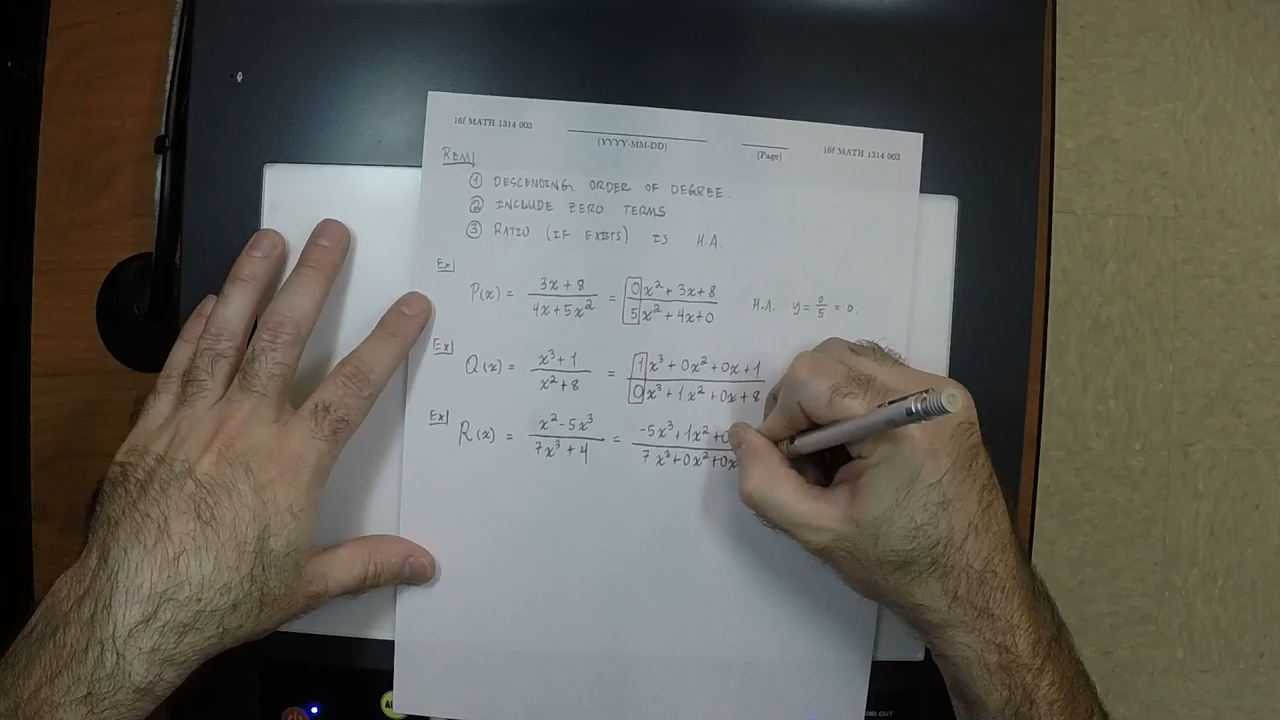 16f MATH 1314 003 (YYYY-MM-DD) (Page) 16f MATH 1314 003
REM
① DESCENDING ORDER OF DEGREE.
② INCLUDE ZERO TERMS
③ RATIO (IF EXISTS) IS H.A.
Ex
P(x) = (3x + 8)/(4x + 5x²) = (0x² + 3x + 8)/(5x² + 4x + 0) H.A. y = 0/5 = 0.
Ex
Q(x) = (x³ + 1)/(x² + 8) = (1x³ + 0x² + 0x + 1)/(0x³ + 1x² + 0x + 8)
Ex
R(x) = (x² - 5x³)/(7x³ + 4) = (-5x³ + 1x² + 0)/(7x³ + 0x² + 0x)